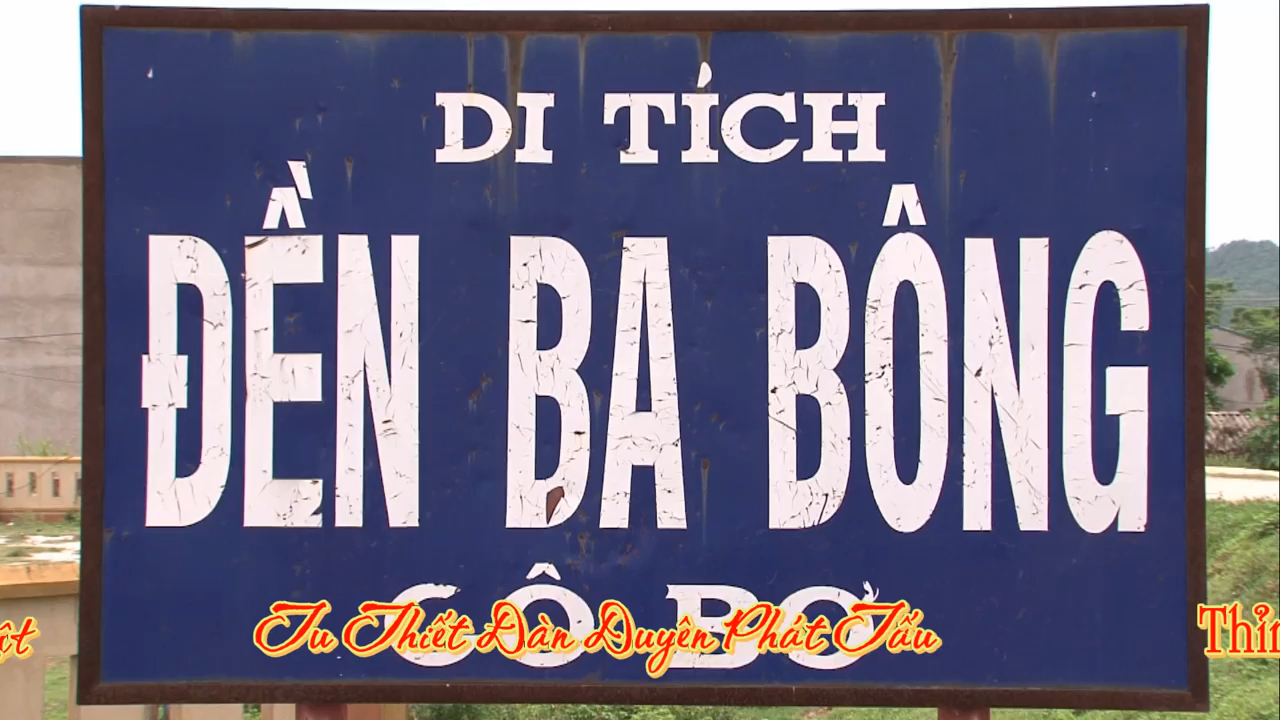 DI TÍCH
ĐỀN BA BÔNG
CÔ BƠ
Tu Thiết Đàn Duyên Phát Tấu